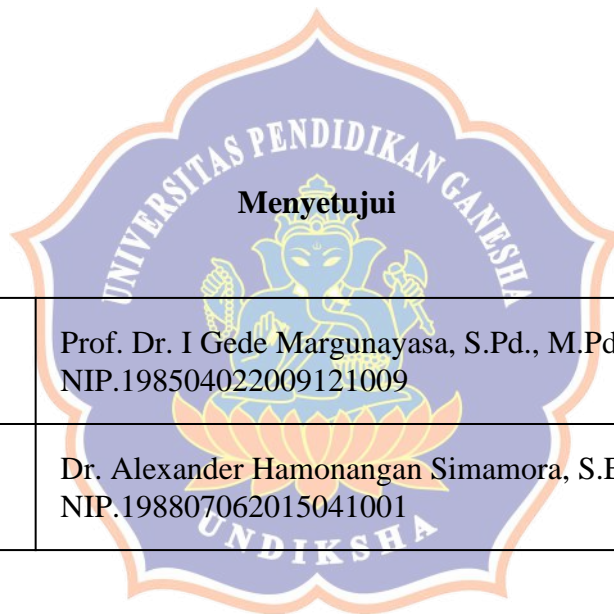 UNIVERSITAS PENDIDIKAN GANESHA
Menyetujui
Prof. Dr. I Gede Margunayasa, S.Pd., M.Pd
NIP.198504022009121009
Dr. Alexander Hamonangan Simamora, S.E
NIP.198807062015041001
UNDIKSHA